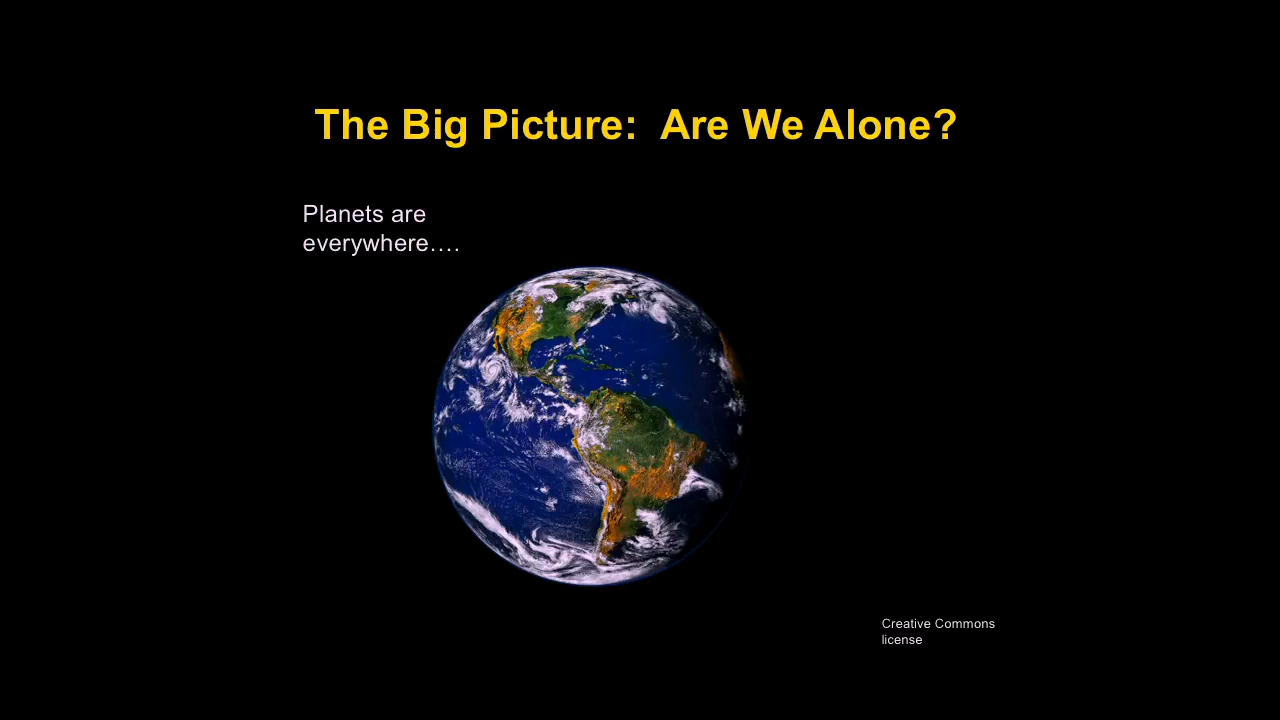 The Big Picture:  Are We Alone?
Planets are
everywhere….
Creative Commons
license